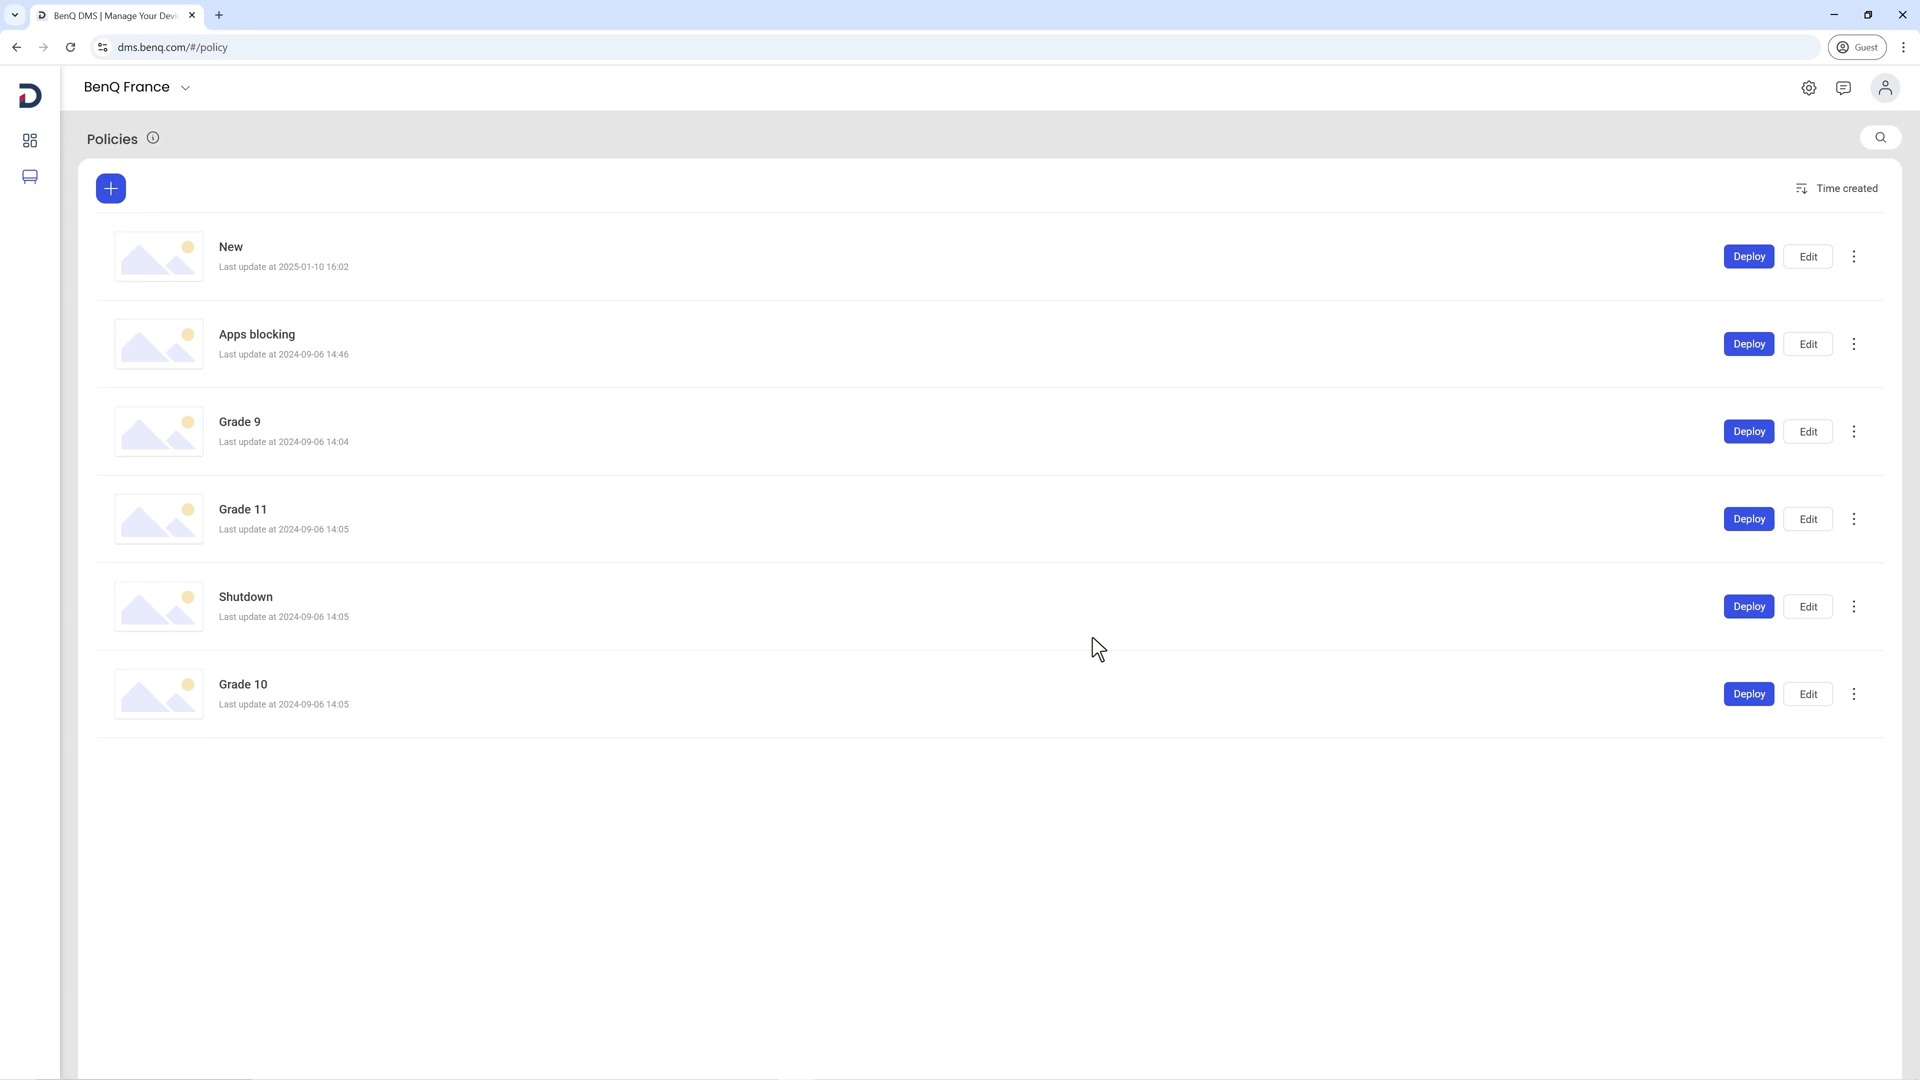 BenQ DMS | Manage Your Devi
dms.benq.com/#/policy
Guest
BenQ France
Policies
Time created
New
Last update at 2025-01-10 16:02
Deploy
Edit
Apps blocking
Last update at 2024-09-06 14:46
Deploy
Edit
Grade 9
Last update at 2024-09-06 14:04
Deploy
Edit
Grade 11
Last update at 2024-09-06 14:05
Deploy
Edit
Shutdown
Last update at 2024-09-06 14:05
Deploy
Edit
Grade 10
Last update at 2024-09-06 14:05
Deploy
Edit